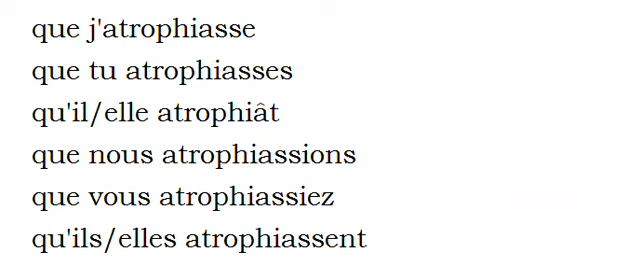 que j'atrophiasse
que tu atrophiasses
qu'il/elle atrophiât
que nous atrophiassions
que vous atrophiassiez
qu'ils/elles atrophiassent